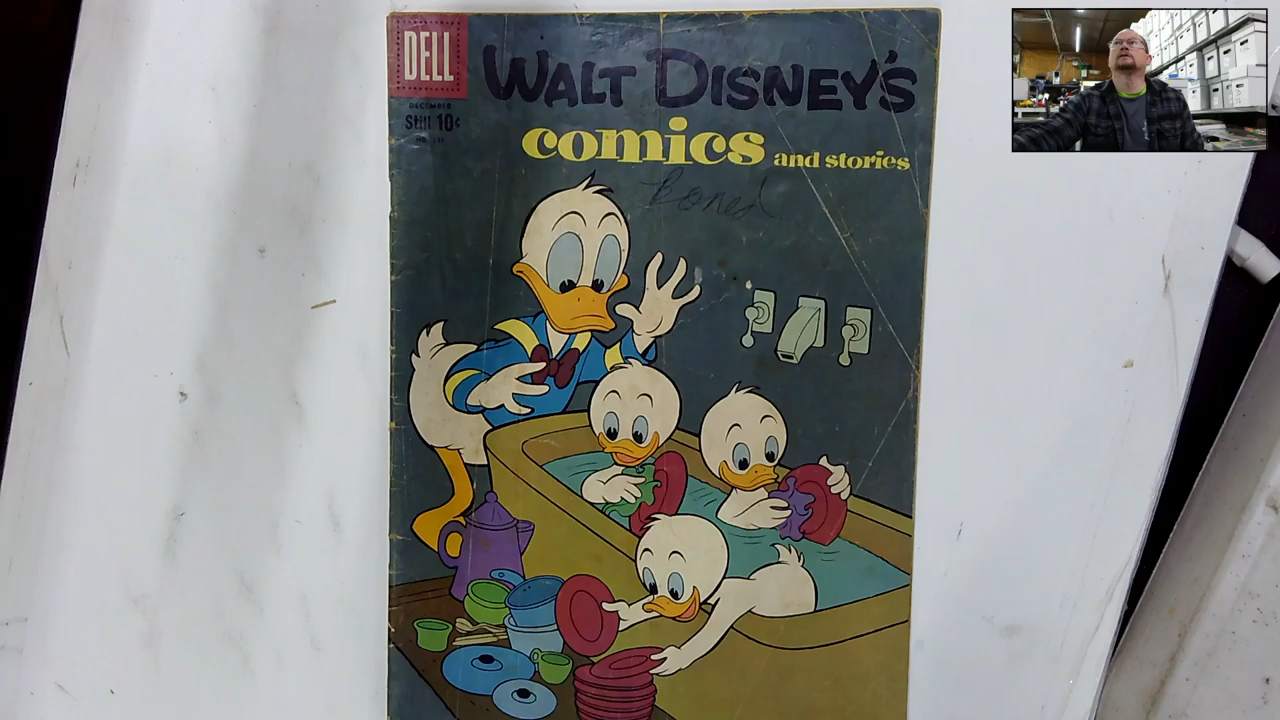 DELL
WALT DISNEY'S
DECEMBER
Still 10¢
comics and stories